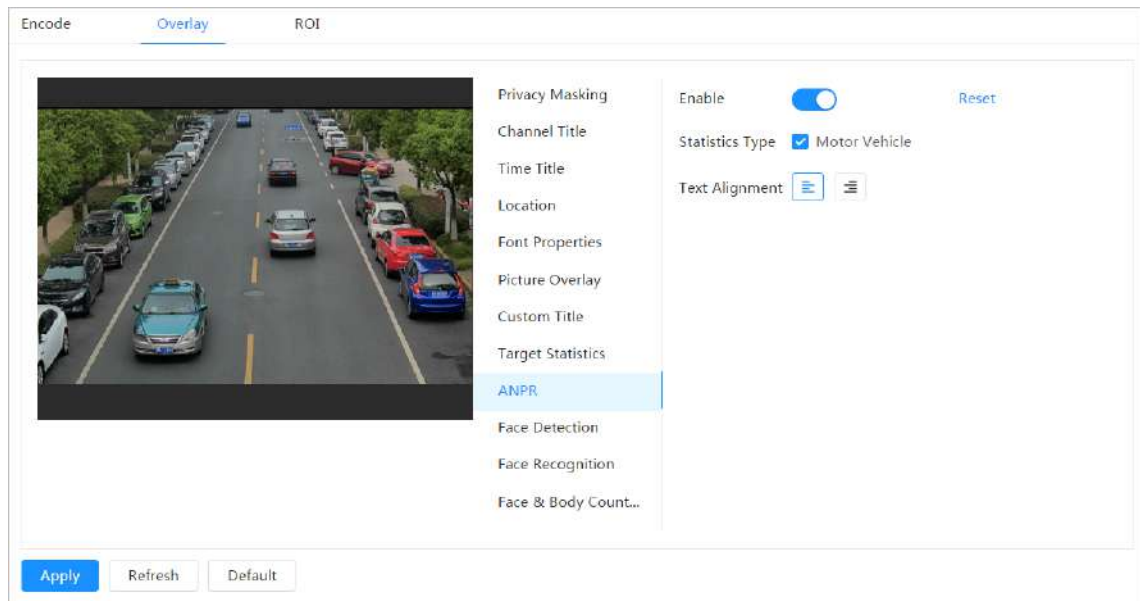 Encode Overlay ROI
Privacy Masking
Channel Title
Time Title
Location
Font Properties
Picture Overlay
Custom Title
Target Statistics
ANPR
Face Detection
Face Recognition
Face & Body Count...
Enable Reset
Statistics Type Motor Vehicle
Text Alignment
Apply Refresh Default